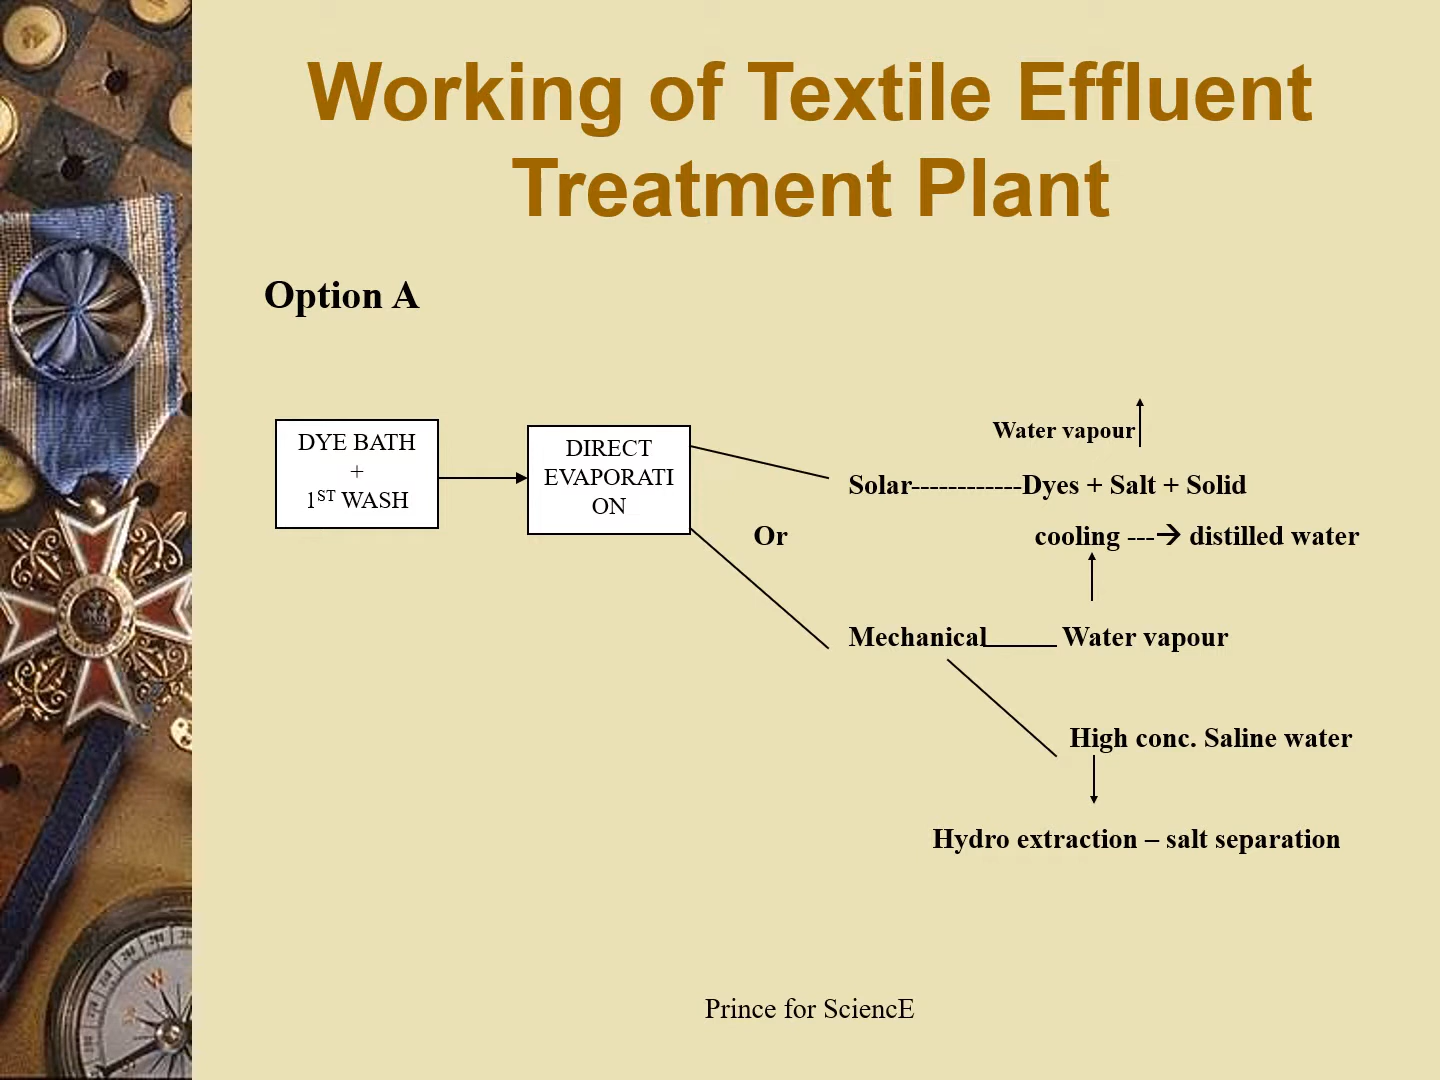 Working of Textile Effluent
Treatment Plant
Option A
DYE BATH
+
1ST WASH
DIRECT
EVAPORATI
ON
Water vapour
Solar------------Dyes + Salt + Solid
Or
cooling ---→ distilled water
Mechanical
Water vapour
High conc. Saline water
Hydro extraction – salt separation
Prince for SciencE
W